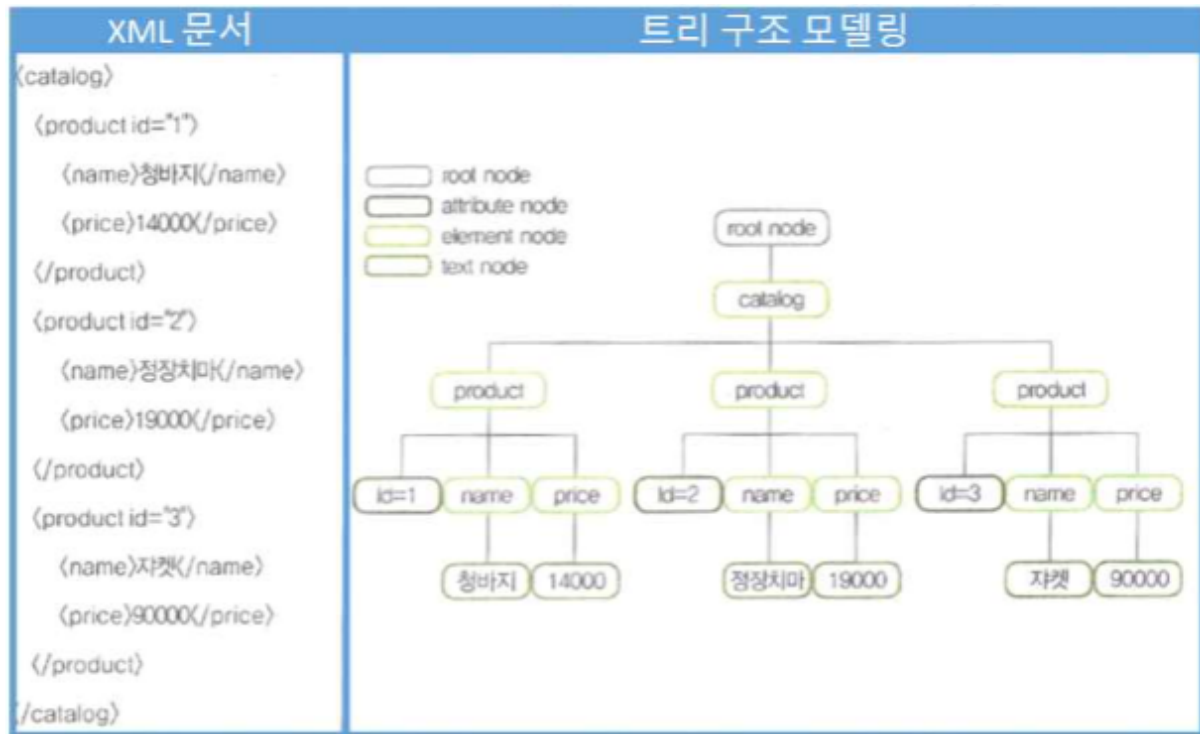 XML 문서
트리 구조 모델링
<catalog>
<product id="1">
<name>청바지</name>
<price>14000</price>
</product>
<product id="2">
<name>정장치마</name>
<price>19000</price>
</product>
<product id="3">
<name>쟈켓</name>
<price>90000</price>
</product>
</catalog>
root node
attribute node
element node
text node
root node
catalog
product product product
id=1 name price id=2 name price id=3 name price
청바지 14000 정장치마 19000 쟈켓 90000